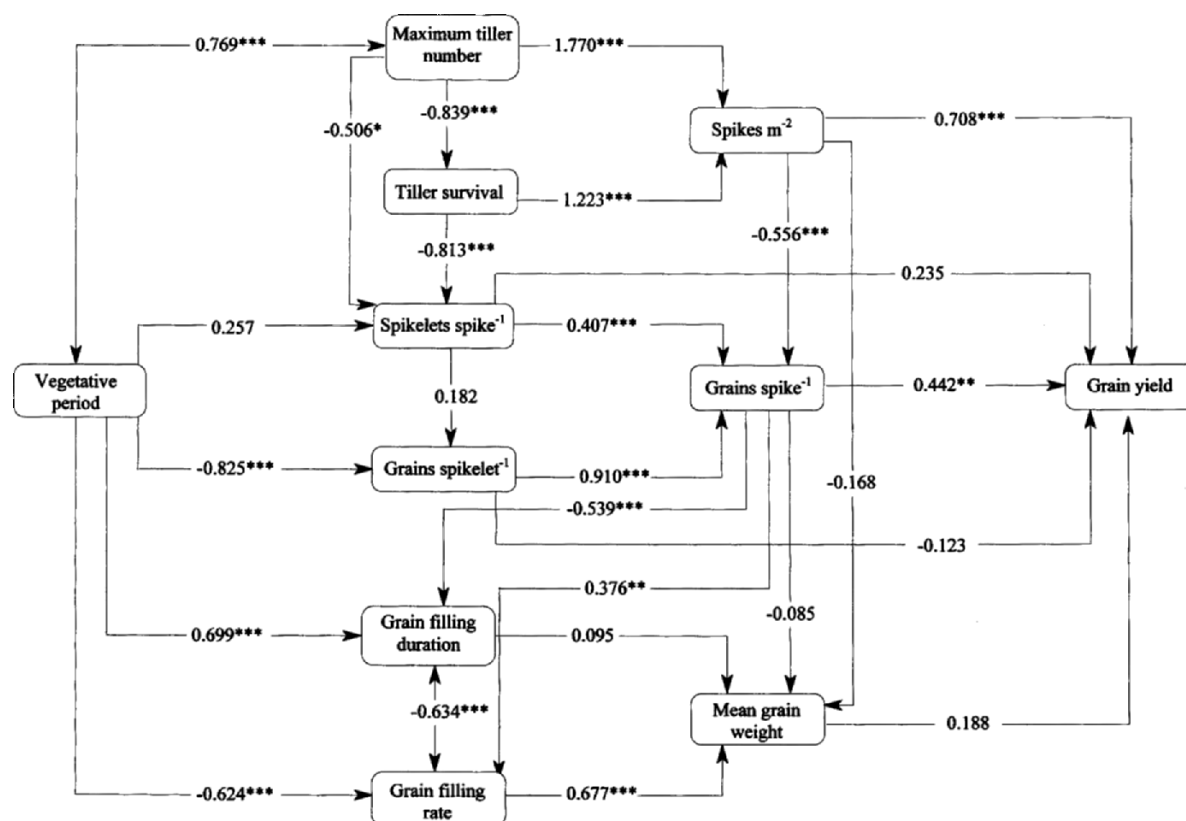 Maximum tiller
number
0.769***
1.770***
-0.839***
-0.506*
Spikes m-2
0.708***
Tiller survival
1.223***
-0.813***
-0.556***
0.235
Spikelets spike-1
0.257
0.407***
Vegetative
period
0.182
Grains spike-1
0.442**
Grain yield
-0.825***
Grains spikelet-1
0.910***
-0.168
-0.539***
-0.123
0.376**
-0.085
Grain filling
duration
0.699***
0.095
-0.634***
Mean grain
weight
0.188
-0.624***
Grain filling
rate
0.677***